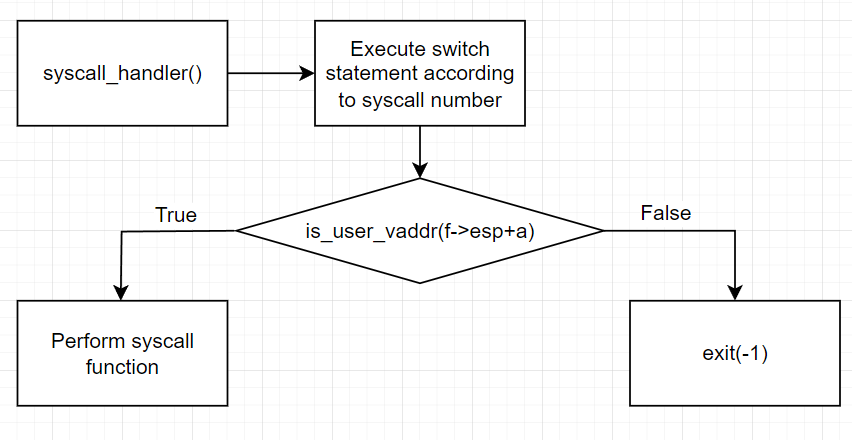 syscall_handler()
Execute switch
statement according
to syscall number
True
False
is_user_vaddr(f->esp+a)
Perform syscall
function
exit(-1)